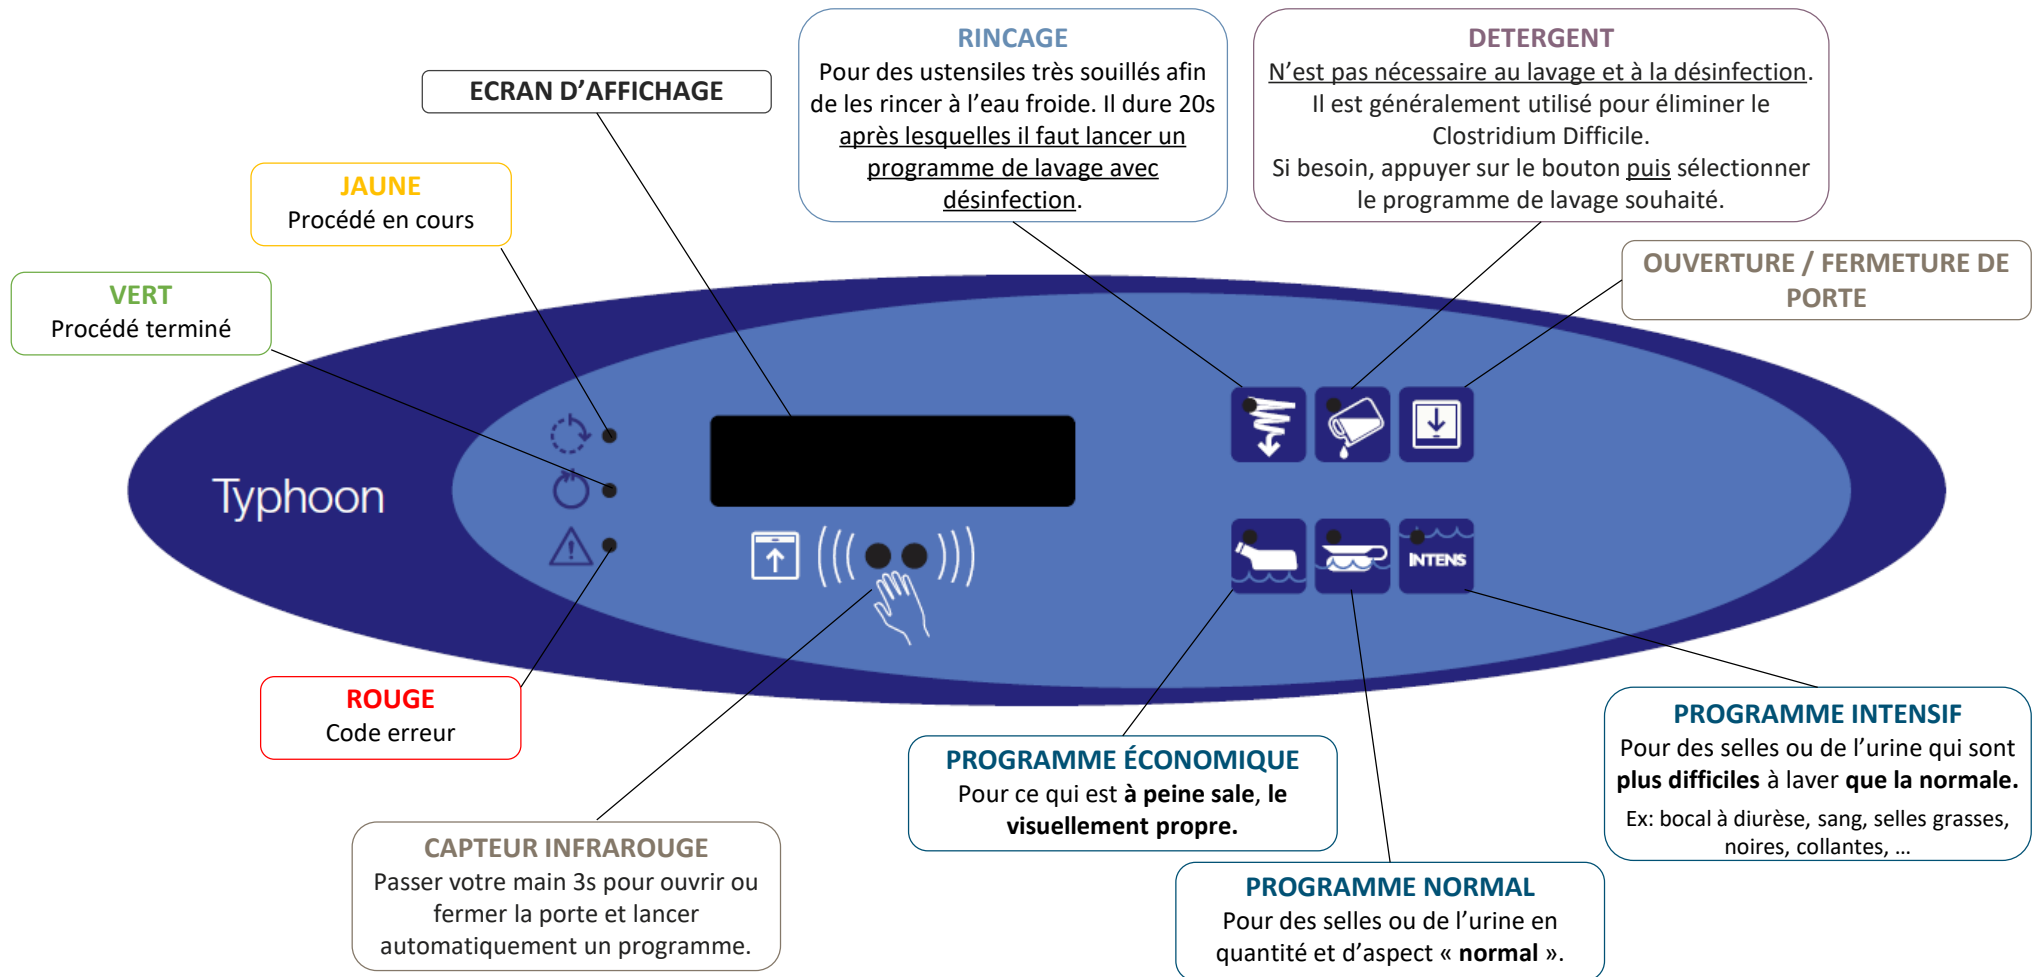 RINCAGE
Pour des ustensiles très souillés afin
de les rincer à l'eau froide. Il dure 20s
après lesquelles il faut lancer un
programme de lavage avec
désinfection.
DETERGENT
N'est pas nécessaire au lavage et à la désinfection.
Il est généralement utilisé pour éliminer le
Clostridium Difficile.
Si besoin, appuyer sur le bouton puis sélectionner
le programme de lavage souhaité.
ECRAN D'AFFICHAGE
JAUNE
Procédé en cours
OUVERTURE / FERMETURE DE
PORTE
VERT
Procédé terminé
Typhoon
INTENS
ROUGE
Code erreur
PROGRAMME ÉCONOMIQUE
Pour ce qui est à peine sale, le
visuellement propre.
PROGRAMME INTENSIF
Pour des selles ou de l'urine qui sont
plus difficiles à laver que la normale.
Ex: bocal à diurèse, sang, selles grasses,
noires, collantes, …
CAPTEUR INFRAROUGE
Passer votre main 3s pour ouvrir ou
fermer la porte et lancer
automatiquement un programme.
PROGRAMME NORMAL
Pour des selles ou de l'urine en
quantité et d'aspect « normal ».